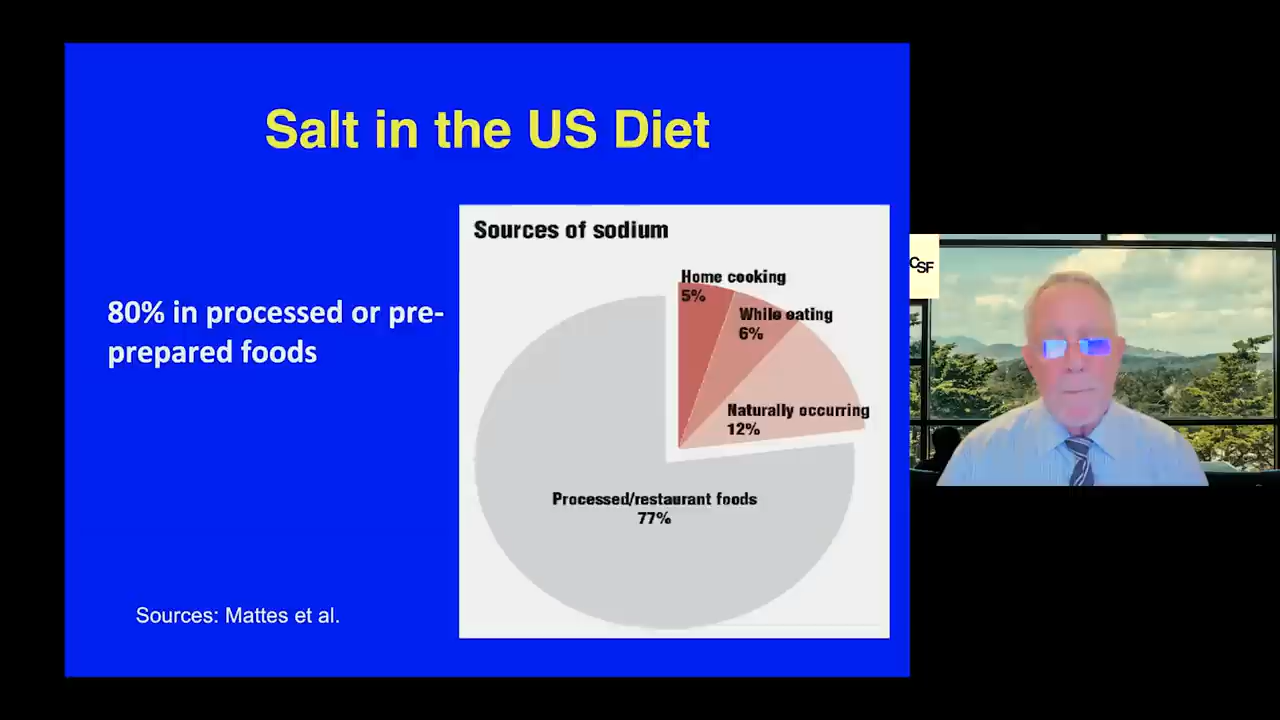 Salt in the US Diet
80% in processed or pre-
prepared foods
Sources of sodium
Home cooking
5%
While eating
6%
Naturally occurring
12%
Processed/restaurant foods
77%
Sources: Mattes et al.
CSF